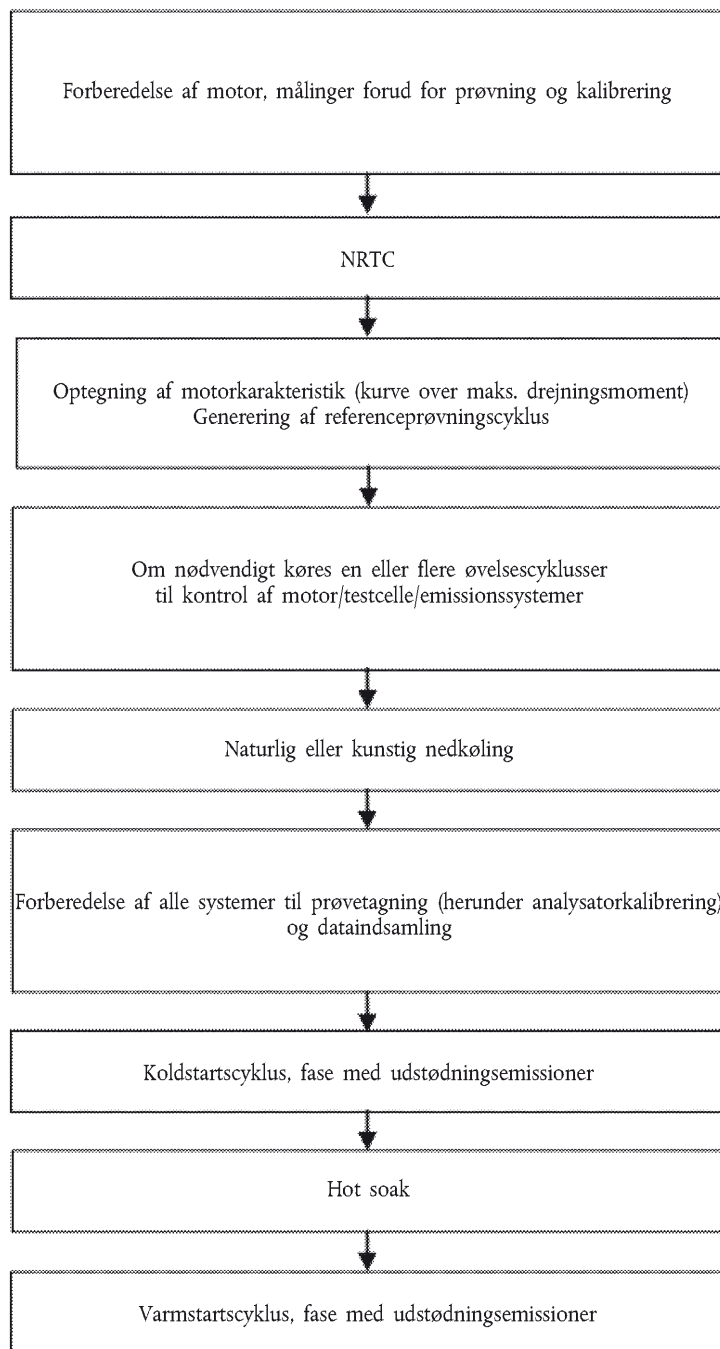 Forberedelse af motor, målinger forud for prøvning og kalibrering
NRTC
Optegning af motorkarakteristik (kurve over maks. drejningsmoment)
Generering af referenceprøvningscyklus
Om nødvendigt køres en eller flere øvelsescyklusser
til kontrol af motor/testcelle/emissionssystemer
Naturlig eller kunstig nedkøling
Forberedelse af alle systemer til prøvetagning (herunder analysatorkalibrering)
og dataindsamling
Koldstartscyklus, fase med udstødningsemissioner
Hot soak
Varmstartscyklus, fase med udstødningsemissioner